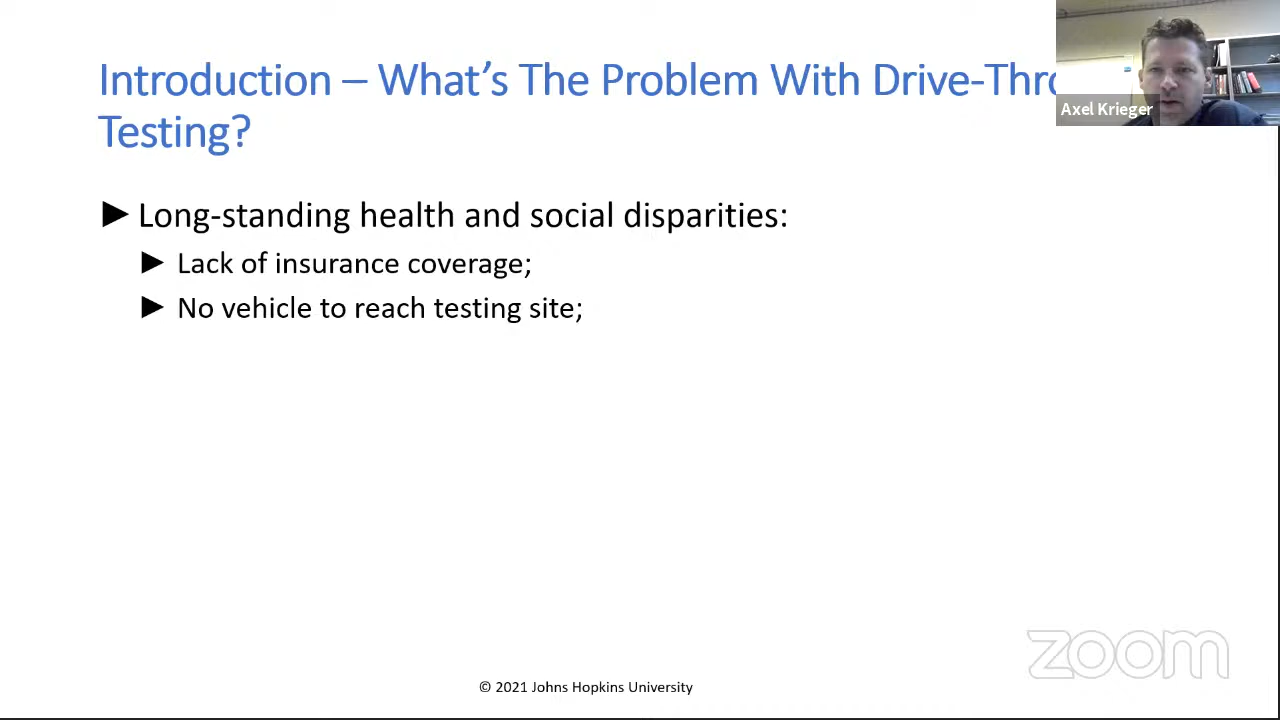 Introduction – What's The Problem With Drive-Thro
Testing?
Axel Krieger
► Long-standing health and social disparities:
► Lack of insurance coverage;
► No vehicle to reach testing site;
zoom
© 2021 Johns Hopkins University